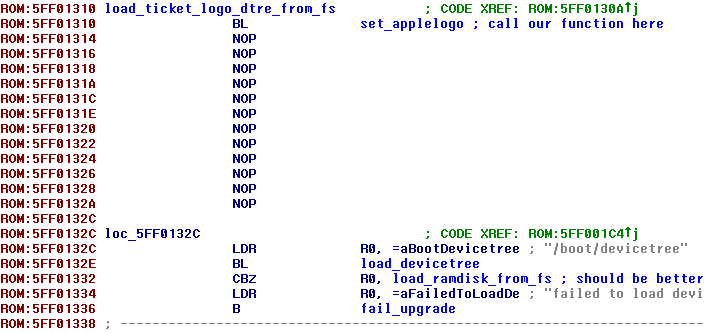 ROM:5FF01310 load_ticket_logo_dtre_from_fs ; CODE XREF: ROM:5FF0130A↑j
ROM:5FF01310 BL set_applelogo ; call our function here
ROM:5FF01314 NOP
ROM:5FF01316 NOP
ROM:5FF01318 NOP
ROM:5FF0131A NOP
ROM:5FF0131C NOP
ROM:5FF0131E NOP
ROM:5FF01320 NOP
ROM:5FF01322 NOP
ROM:5FF01324 NOP
ROM:5FF01326 NOP
ROM:5FF01328 NOP
ROM:5FF0132A NOP
ROM:5FF0132C
ROM:5FF0132C loc_5FF0132C ; CODE XREF: ROM:5FF001C4↑j
ROM:5FF0132C LDR R0, =aBootDevicetree ; "/boot/devicetree"
ROM:5FF0132E BL load_devicetree
ROM:5FF01332 CBZ R0, load_ramdisk_from_fs ; should be better
ROM:5FF01334 LDR R0, =aFailedToLoadDe ; "failed to load devi
ROM:5FF01336 B fail_upgrade
ROM:5FF01338 ; ---------------------------------------------------------------------------